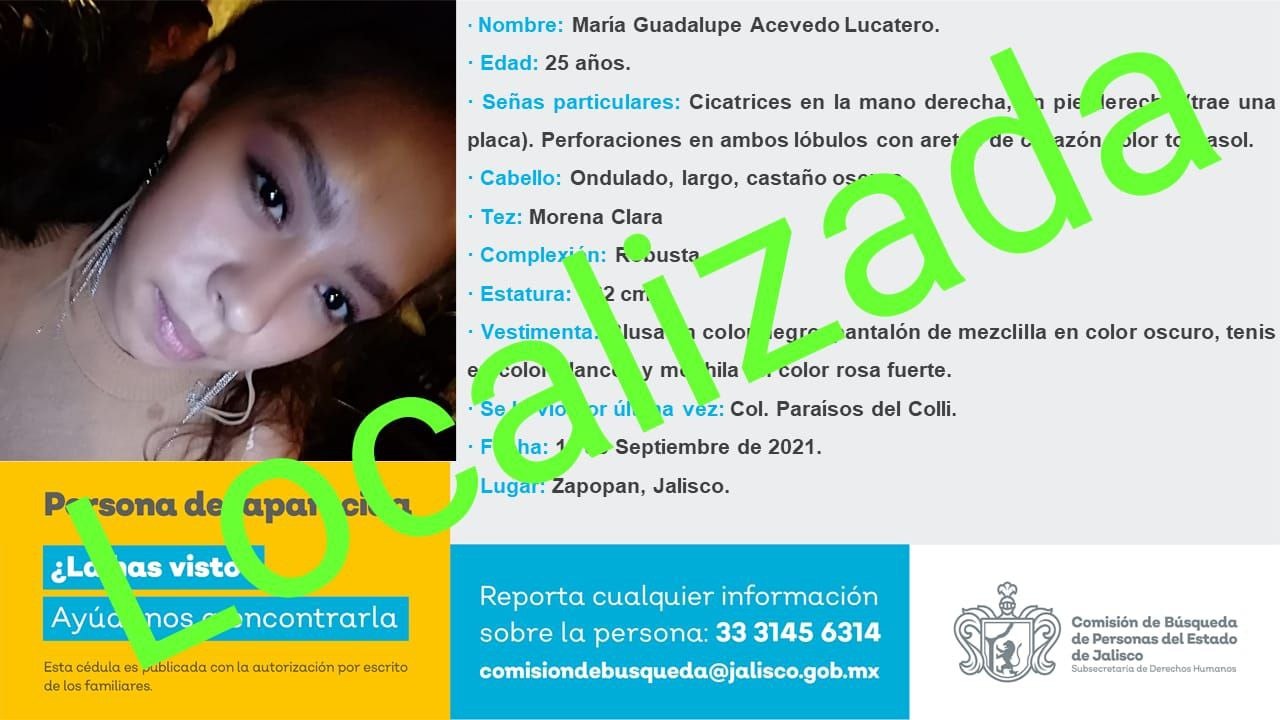 · Nombre: María Guadalupe Acevedo Lucatero.
· Edad: 25 años.
· Señas particulares: Cicatrices en la mano derecha, en pie derecho (trae una
placa). Perforaciones en ambos lóbulos con aretes de corazón color tornasol.
· Cabello: Ondulado, largo, castaño oscuro.
· Tez: Morena Clara
· Complexión: Robusta
· Estatura: cm
· Vestimenta: Blusa en color negro, pantalón de mezclilla en color oscuro, tenis
en color blanco y mochila en color rosa fuerte.
· Se le vio por última vez: Col. Paraísos del Colli.
· Fecha: de Septiembre de 2021.
· Lugar: Zapopan, Jalisco.
Localizada
Persona desaparecida
¿La has visto?
Ayúdanos a encontrarla
Esta cédula es publicada con la autorización por escrito
de los familiares.
Reporta cualquier información
sobre la persona: 33 3145 6314
comisiondebusqueda@jalisco.gob.mx
Comisión de Búsqueda
de Personas del Estado
de Jalisco
Subsecretaría de Derechos Humanos